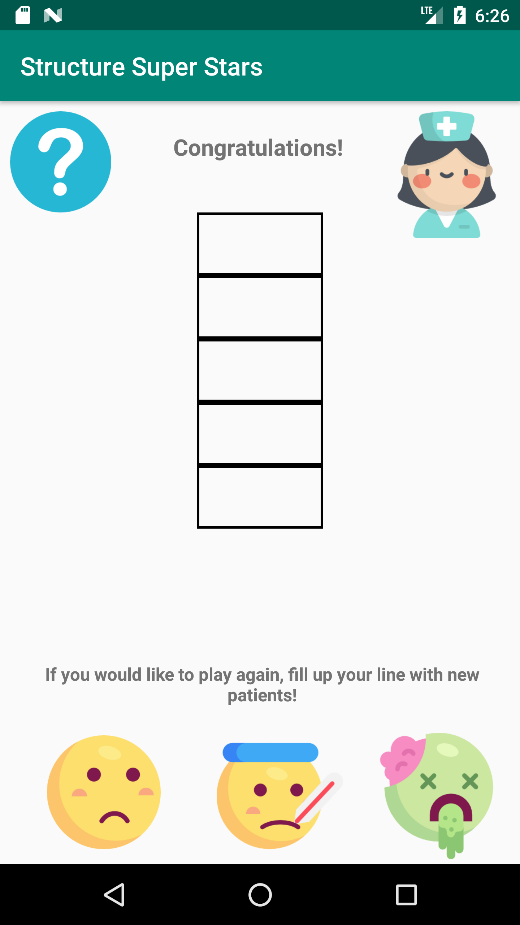 LTE 6:26
Structure Super Stars
?
Congratulations!
If you would like to play again, fill up your line with new
patients!